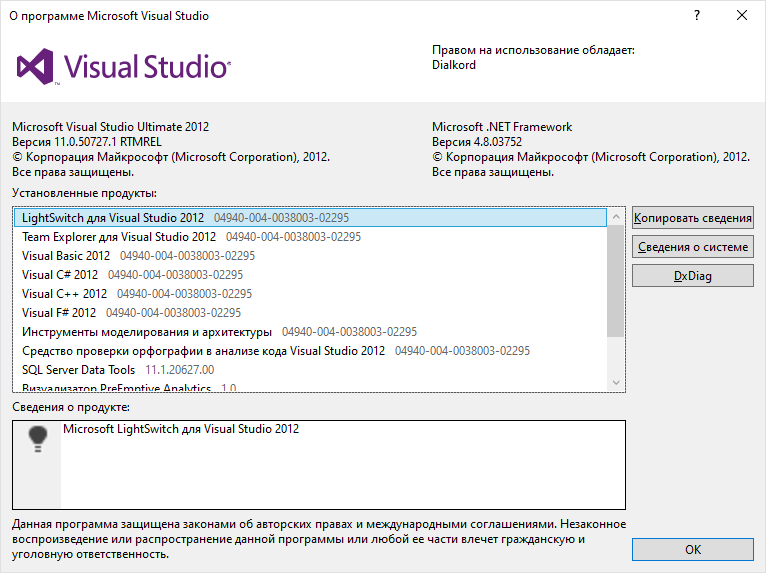 О программе Microsoft Visual Studio
?
Visual Studio
Правом на использование обладает:
Dialkord
Microsoft Visual Studio Ultimate 2012
Версия 11.0.50727.1 RTMREL
© Корпорация Майкрософт (Microsoft Corporation), 2012.
Все права защищены.
Microsoft .NET Framework
Версия 4.8.03752
© Корпорация Майкрософт (Microsoft Corporation), 2012.
Все права защищены.
Установленные продукты:
LightSwitch для Visual Studio 2012 04940-004-0038003-02295
Team Explorer для Visual Studio 2012 04940-004-0038003-02295
Visual Basic 2012 04940-004-0038003-02295
Visual C# 2012 04940-004-0038003-02295
Visual C++ 2012 04940-004-0038003-02295
Visual F# 2012 04940-004-0038003-02295
Инструменты моделирования и архитектуры 04940-004-0038003-02295
Средство проверки орфографии в анализе кода Visual Studio 2012 04940-004-0038003-02295
SQL Server Data Tools 11.1.20627.00
Визуализатор PreEmptive Analytics 1.0
Копировать сведения
Сведения о системе
DxDiag
Сведения о продукте:
Microsoft LightSwitch для Visual Studio 2012
Данная программа защищена законами об авторских правах и международными соглашениями. Незаконное
воспроизведение или распространение данной программы или любой ее части влечет гражданскую и
уголовную ответственность.
OK